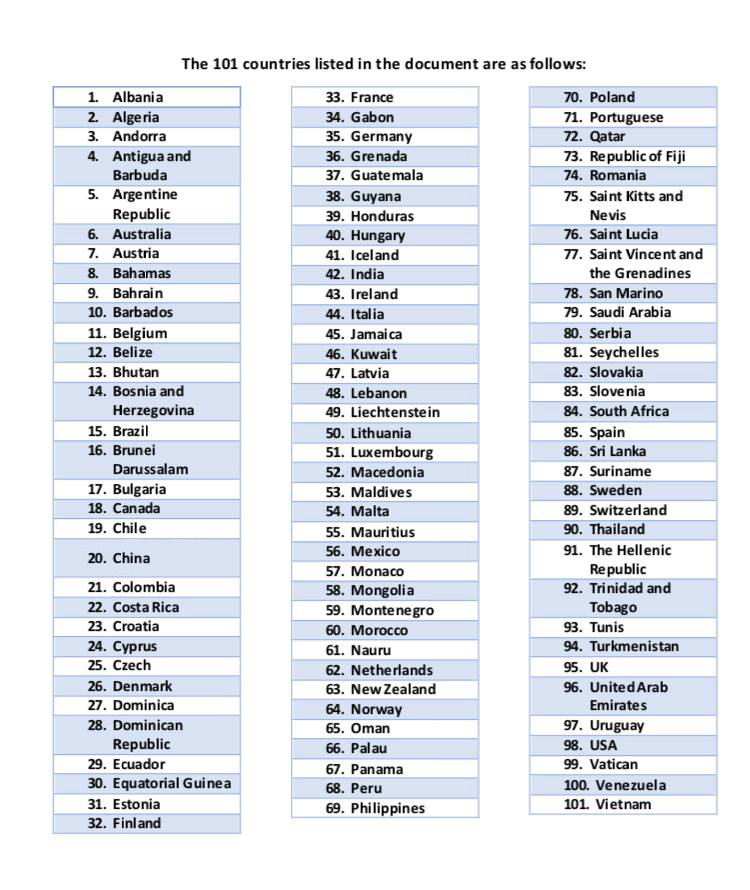 The 101 countries listed in the document are as follows:
1. Albania
2. Algeria
3. Andorra
4. Antigua and
Barbuda
5. Argentine
Republic
6. Australia
7. Austria
8. Bahamas
9. Bahrain
10. Barbados
11. Belgium
12. Belize
13. Bhutan
14. Bosnia and
Herzegovina
15. Brazil
16. Brunei
Darussalam
17. Bulgaria
18. Canada
19. Chile
20. China
21. Colombia
22. Costa Rica
23. Croatia
24. Cyprus
25. Czech
26. Denmark
27. Dominica
28. Dominican
Republic
29. Ecuador
30. Equatorial Guinea
31. Estonia
32. Finland
33. France
34. Gabon
35. Germany
36. Grenada
37. Guatemala
38. Guyana
39. Honduras
40. Hungary
41. Iceland
42. India
43. Ireland
44. Italia
45. Jamaica
46. Kuwait
47. Latvia
48. Lebanon
49. Liechtenstein
50. Lithuania
51. Luxembourg
52. Macedonia
53. Maldives
54. Malta
55. Mauritius
56. Mexico
57. Monaco
58. Mongolia
59. Montenegro
60. Morocco
61. Nauru
62. Netherlands
63. New Zealand
64. Norway
65. Oman
66. Palau
67. Panama
68. Peru
69. Philippines
70. Poland
71. Portuguese
72. Qatar
73. Republic of Fiji
74. Romania
75. Saint Kitts and
Nevis
76. Saint Lucia
77. Saint Vincent and
the Grenadines
78. San Marino
79. Saudi Arabia
80. Serbia
81. Seychelles
82. Slovakia
83. Slovenia
84. South Africa
85. Spain
86. Sri Lanka
87. Suriname
88. Sweden
89. Switzerland
90. Thailand
91. The Hellenic
Republic
92. Trinidad and
Tobago
93. Tunis
94. Turkmenistan
95. UK
96. United Arab
Emirates
97. Uruguay
98. USA
99. Vatican
100. Venezuela
101. Vietnam